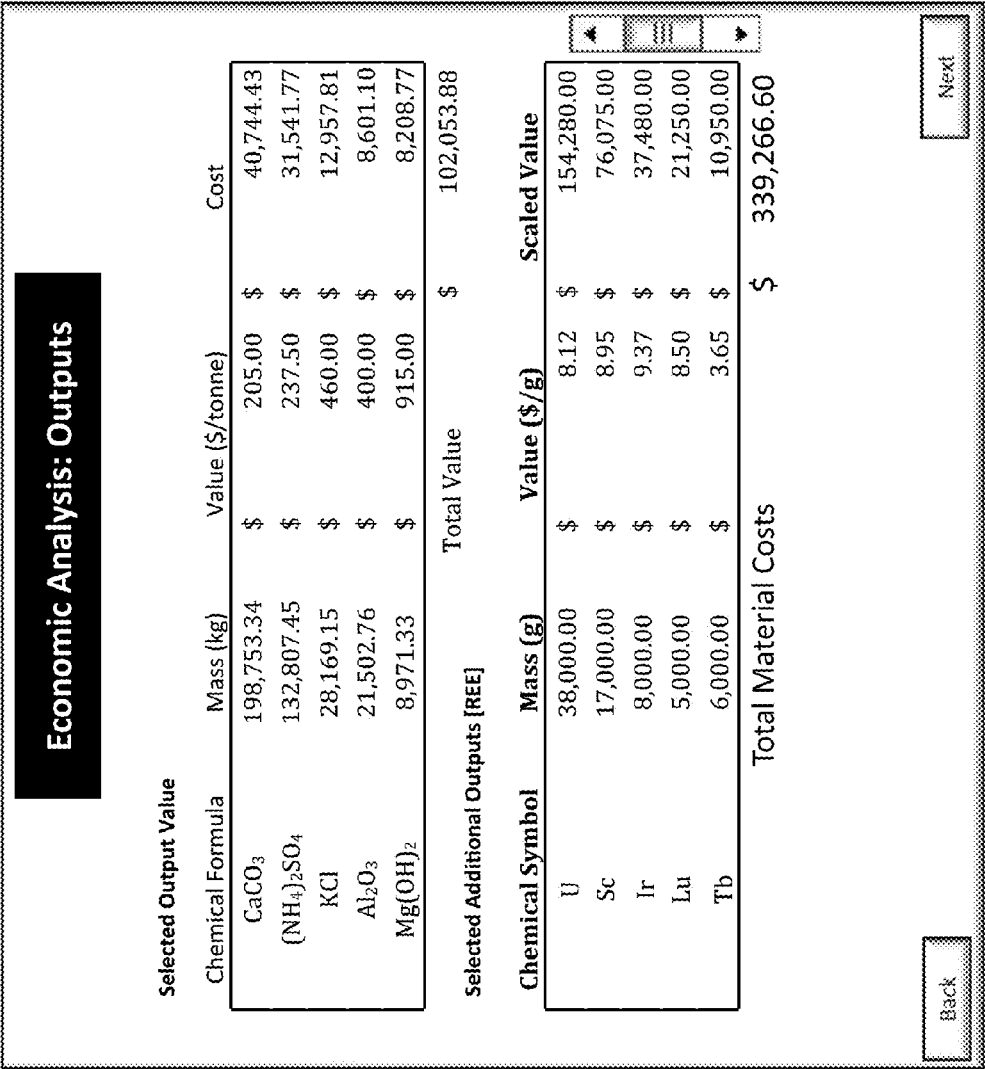 Economic Analysis: Outputs
Selected Output Value
Chemical Formula Mass (kg) Value ($/tonne) Cost
CaCO₃ 198,753.34 $ 205.00 $ 40,744.43
(NH₄)₂SO₄ 132,807.45 $ 237.50 $ 31,541.77
KCl 28,169.15 $ 460.00 $ 12,957.81
Al₂O₃ 21,502.76 $ 400.00 $ 8,601.10
Mg(OH)₂ 8,971.33 $ 915.00 $ 8,208.77
Total Value $ 102,053.88
Selected Additional Outputs [REE]
Chemical Symbol Mass (g) Value ($/g) Scaled Value
U 38,000.00 $ 8.12 $ 154,280.00
Sc 17,000.00 $ 8.95 $ 76,075.00
Ir 8,000.00 $ 9.37 $ 37,480.00
Lu 5,000.00 $ 8.50 $ 21,250.00
Tb 6,000.00 $ 3.65 $ 10,950.00
Total Material Costs $ 339,266.60
Back Next